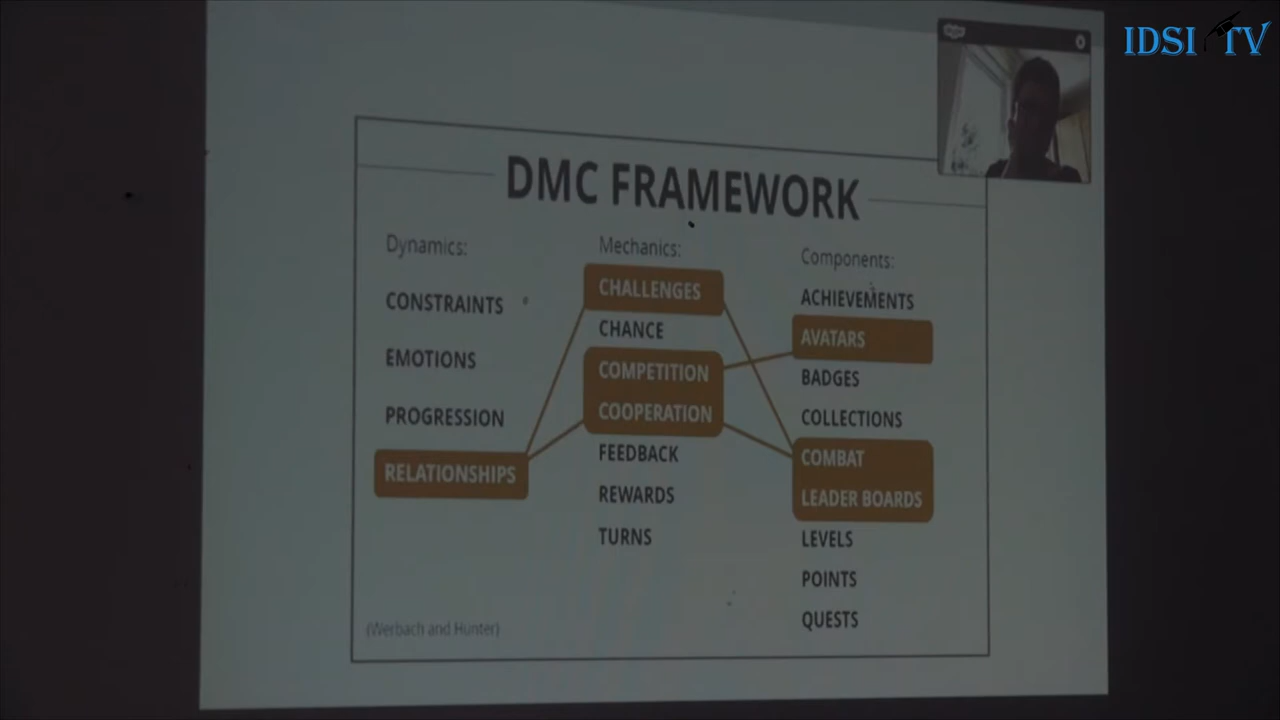 IDSI TV
DMC FRAMEWORK
Dynamics:
CONSTRAINTS
EMOTIONS
PROGRESSION
RELATIONSHIPS
Mechanics:
CHALLENGES
CHANCE
COMPETITION
COOPERATION
FEEDBACK
REWARDS
TURNS
Components:
ACHIEVEMENTS
AVATARS
BADGES
COLLECTIONS
COMBAT
LEADER BOARDS
LEVELS
POINTS
QUESTS
(Werbach and Hunter)